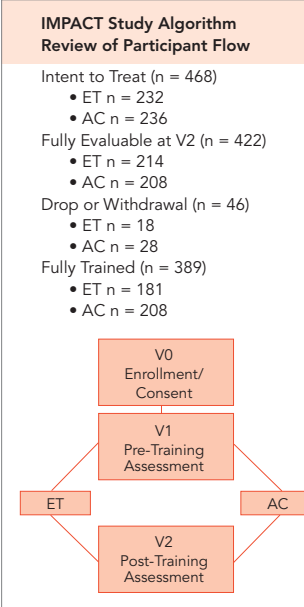 IMPACT Study Algorithm
Review of Participant Flow
Intent to Treat (n = 468)
• ET n = 232
• AC n = 236
Fully Evaluable at V2 (n = 422)
• ET n = 214
• AC n = 208
Drop or Withdrawal (n = 46)
• ET n = 18
• AC n = 28
Fully Trained (n = 389)
• ET n = 181
• AC n = 208
V0
Enrollment/
Consent
V1
Pre-Training
Assessment
ET
AC
V2
Post-Training
Assessment